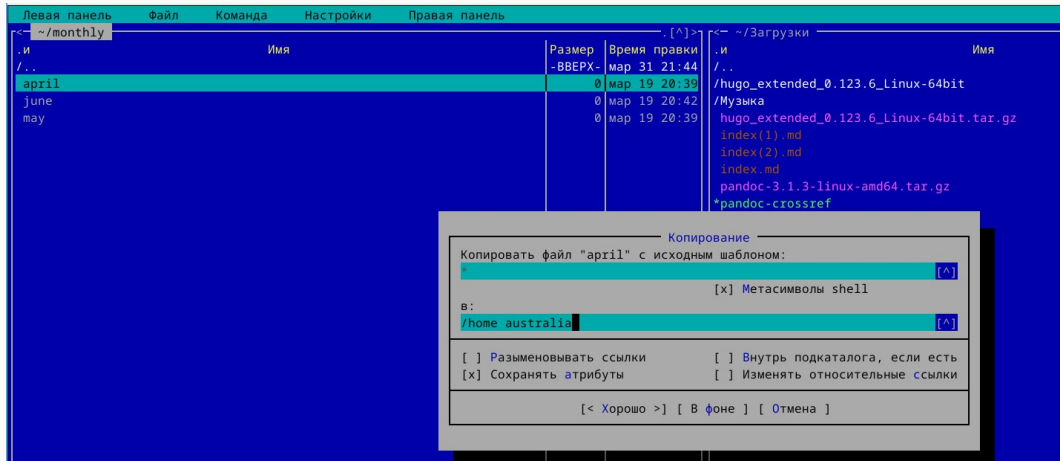 Левая панель Файл Команда Настройки Правая панель
<- ~/monthly .[^]>
.и Имя Размер Время правки
/.. -ВВЕРХ- мар 31 21:44
april 0 мар 19 20:39
june 0 мар 19 20:42
may 0 мар 19 20:39
<- ~/Загрузки
.и Имя
/..
/hugo_extended_0.123.6_Linux-64bit
/Музыка
hugo_extended_0.123.6_Linux-64bit.tar.gz
index(1).md
index(2).md
index.md
pandoc-3.1.3-linux-amd64.tar.gz
*pandoc-crossref
Копирование
Копировать файл "april" с исходным шаблоном:
* [^]
[x] Метасимволы shell
в:
/home australia [^]
[ ] Разыменовывать ссылки [ ] Внутрь подкаталога, если есть
[x] Сохранять атрибуты [ ] Изменять относительные ссылки
[< Хорошо >] [ В фоне ] [ Отмена ]